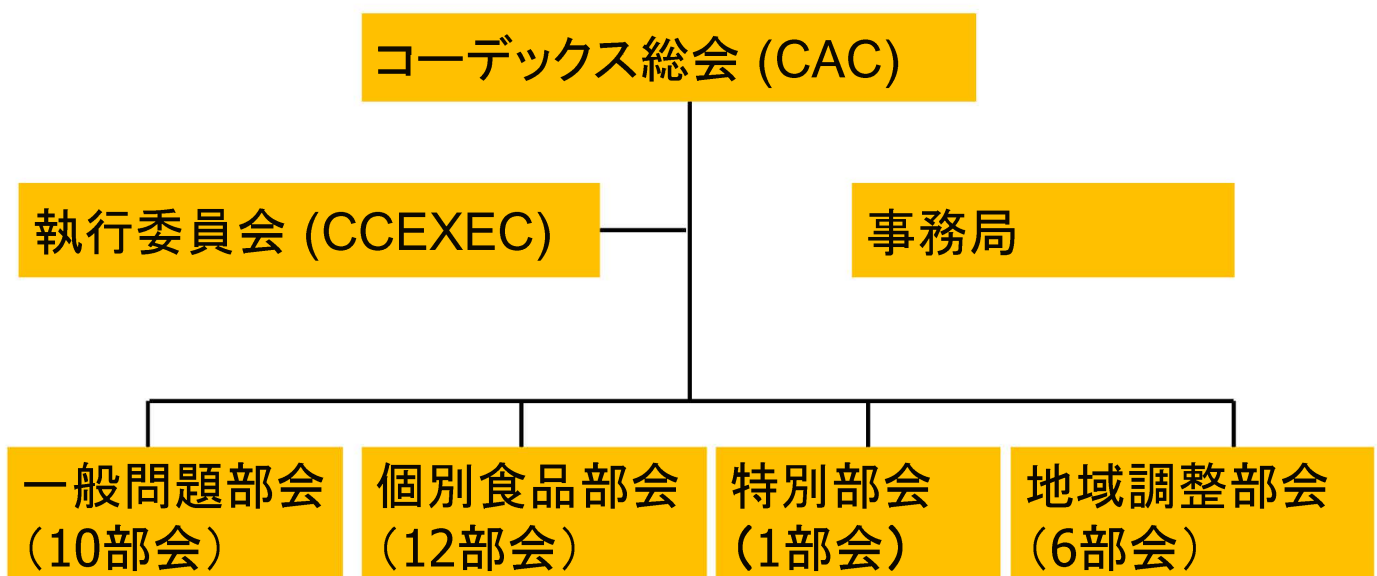 コーデックス総会 (CAC)
執行委員会 (CCEXEC)
事務局
一般問題部会
（10部会）
個別食品部会
（12部会）
特別部会
（1部会）
地域調整部会
（6部会）